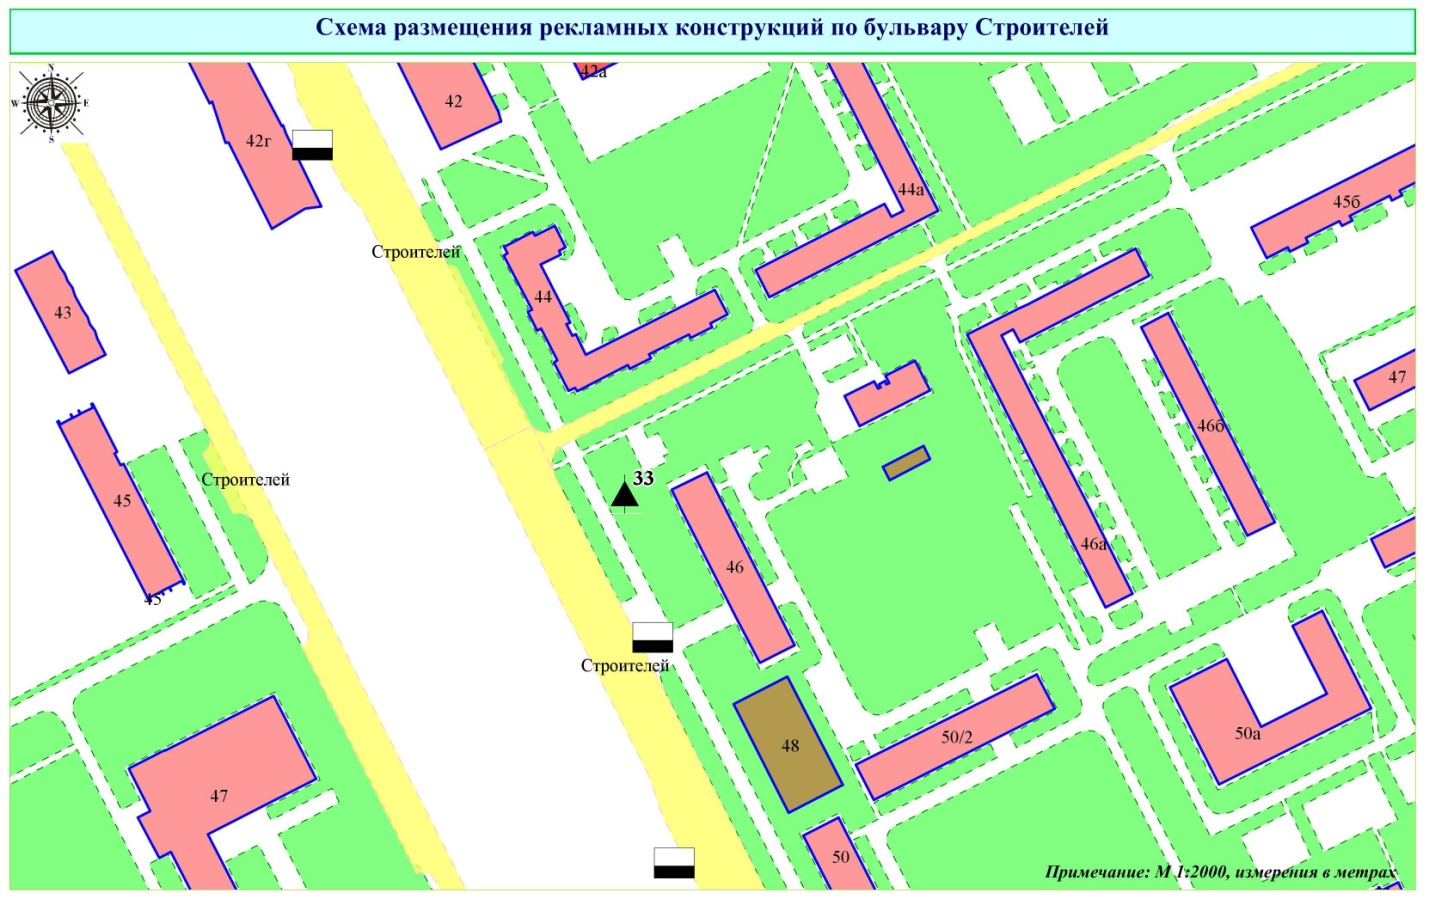 Схема размещения рекламных конструкций по бульвару Строителей
N
W E
S
42а
42
42г
44а
45б
Строителей
44
43
47
46б
Строителей
33
45
46а
46
45
Строителей
50а
50/2
48
47
50
Примечание: М 1:2000, измерения в метрах